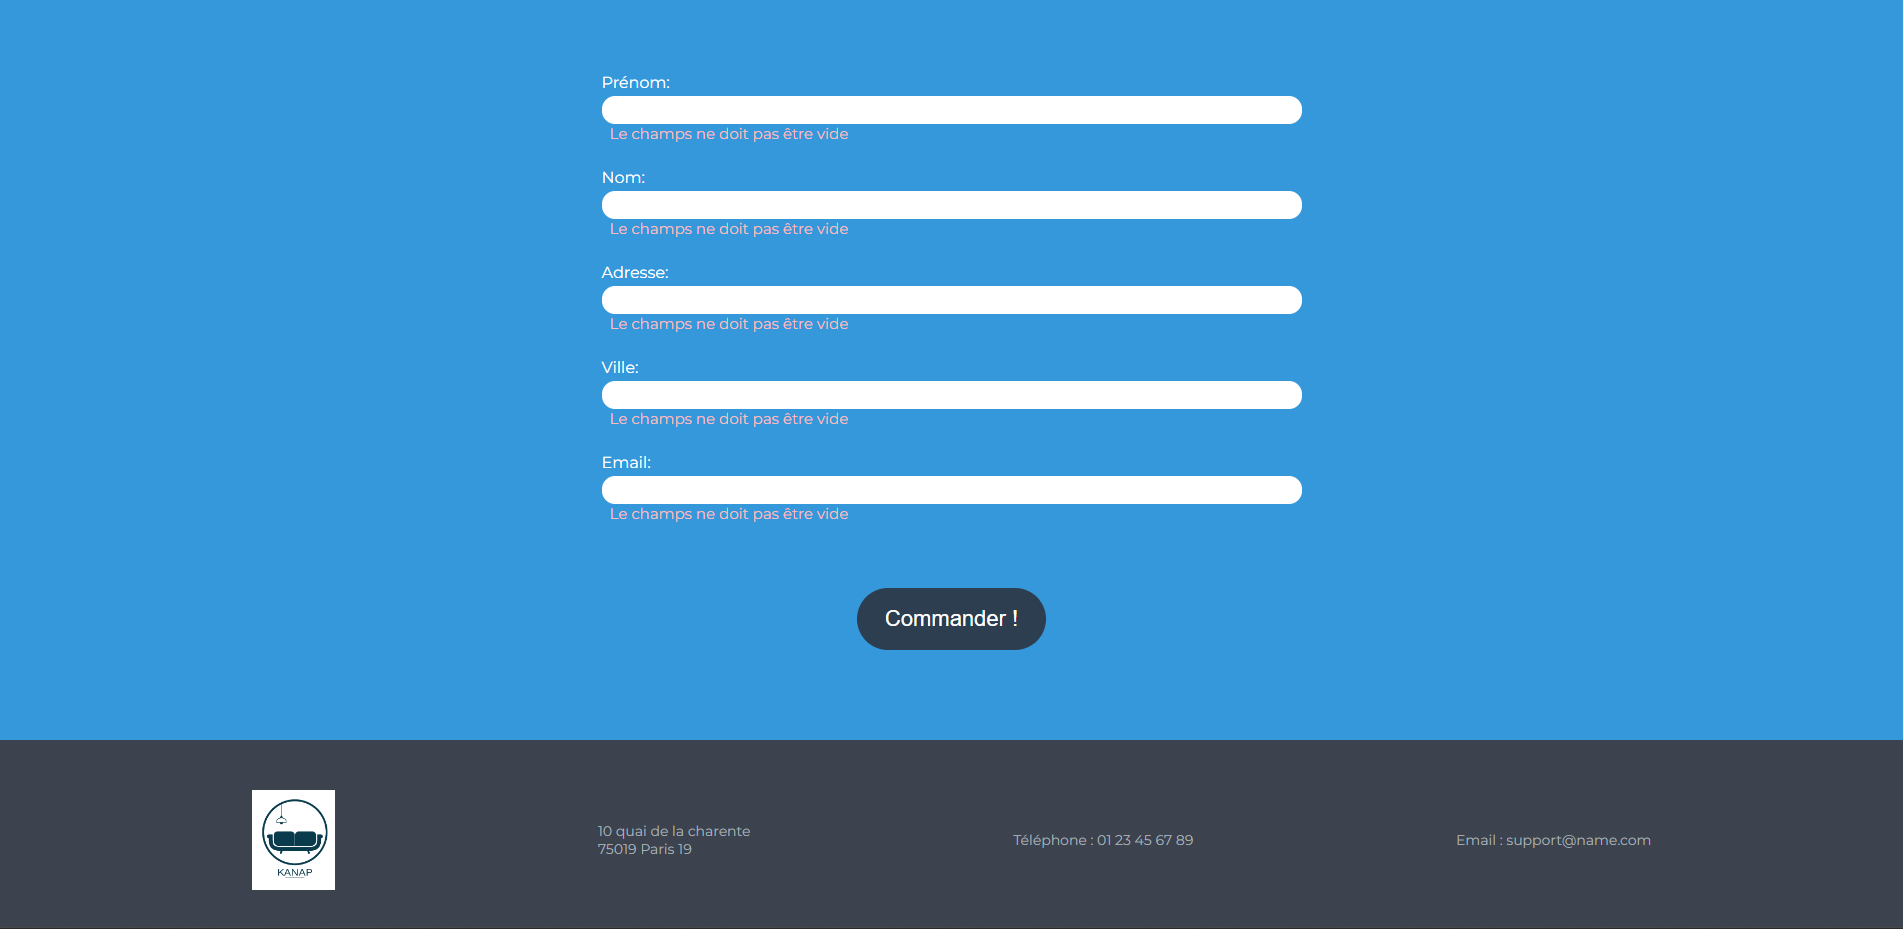 Prénom:
Le champs ne doit pas être vide
Nom:
Le champs ne doit pas être vide
Adresse:
Le champs ne doit pas être vide
Ville:
Le champs ne doit pas être vide
Email:
Le champs ne doit pas être vide
Commander !
KANAP
10 quai de la charente
75019 Paris 19
Téléphone : 01 23 45 67 89
Email : support@name.com